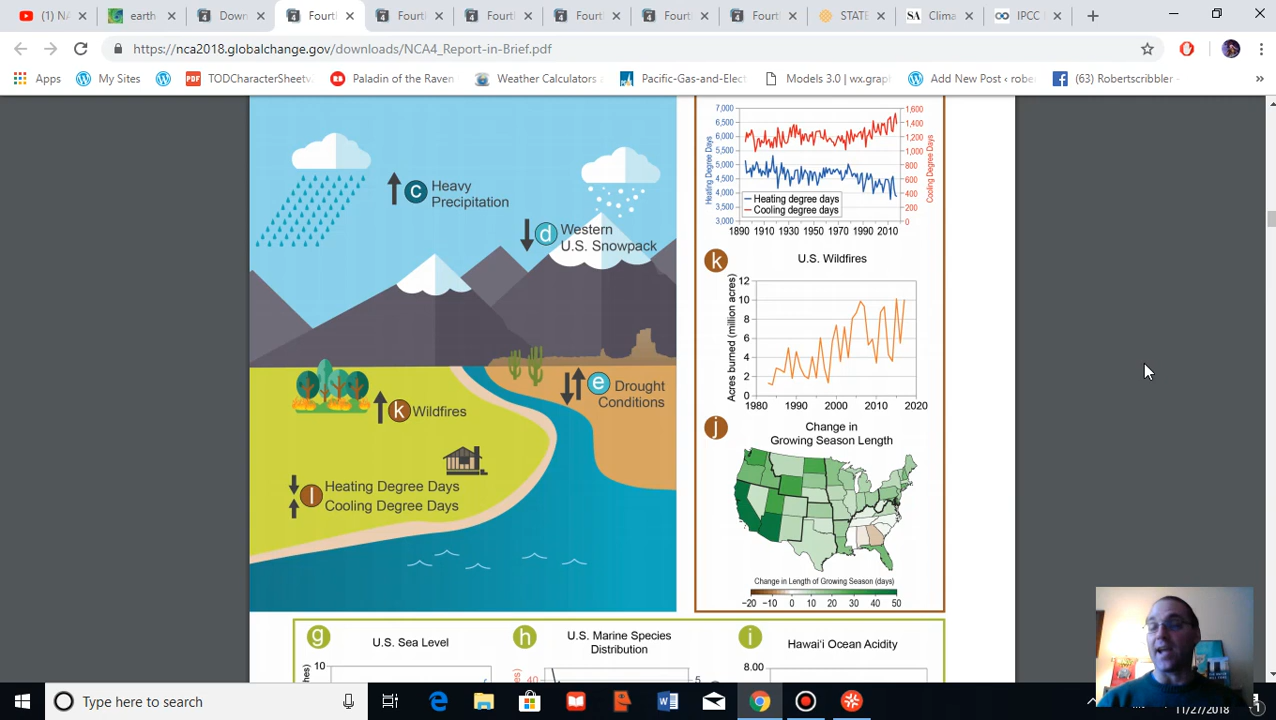 (1) N
earth
Down
Fourt
Fourt
Fourt
Fourt
Fourt
Fourt
STATE
Clima
IPCC
https://nca2018.globalchange.gov/downloads/NCA4_Report-in-Brief.pdf
Apps
My Sites
TODCharacterSheetv
Paladin of the Raven
Weather Calculators
Pacific-Gas-and-Elect
Models 3.0 | wx.grap
Add New Post ‹ robe
(63) Robertscribbler -
»
c Heavy
Precipitation
d Western
U.S. Snowpack
k Wildfires
e Drought
Conditions
l Heating Degree Days
Cooling Degree Days
Heating Degree Days
7,000
6,500
6,000
5,500
5,000
4,500
4,000
3,500
3,000
1,600
1,400
1,200
1,000
800
600
400
200
0
Cooling Degree Days
Heating degree days
Cooling degree days
1890 1910 1930 1950 1970 1990 2010
k U.S. Wildfires
Acres burned (million acres)
12
10
8
6
4
2
0
1980 1990 2000 2010 2020
j Change in
Growing Season Length
Change in Length of Growing Season (days)
−20 −10 0 10 20 30 40 50
g U.S. Sea Level
10
h U.S. Marine Species
Distribution
40
5
i Hawai‘i Ocean Acidity
8.00
Type here to search
11/27/2018
1